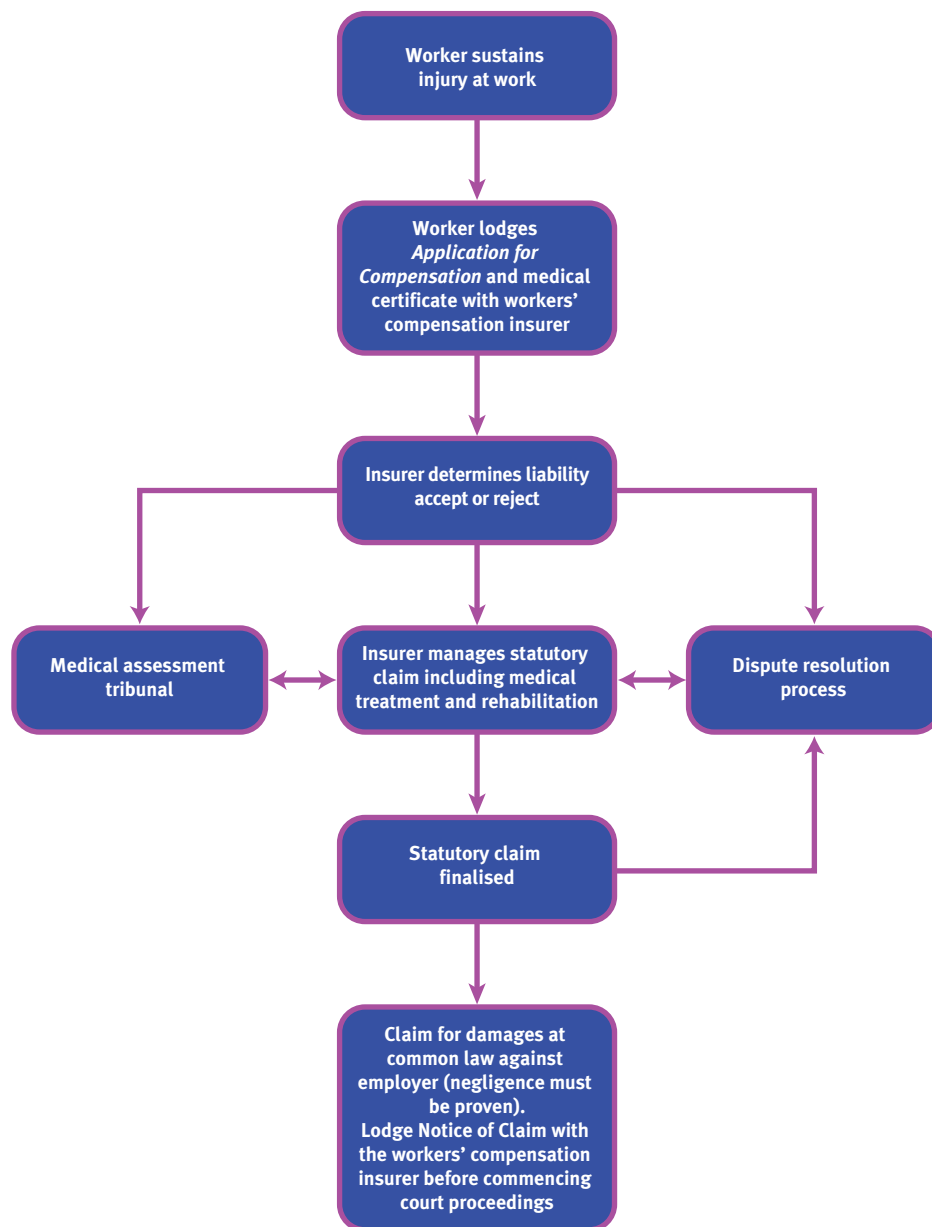 Worker sustains
injury at work
Worker lodges
Application for
Compensation and medical
certificate with workers’
compensation insurer
Insurer determines liability
accept or reject
Medical assessment
tribunal
Insurer manages statutory
claim including medical
treatment and rehabilitation
Dispute resolution
process
Statutory claim
finalised
Claim for damages at
common law against
employer (negligence must
be proven).
Lodge Notice of Claim with
the workers’ compensation
insurer before commencing
court proceedings